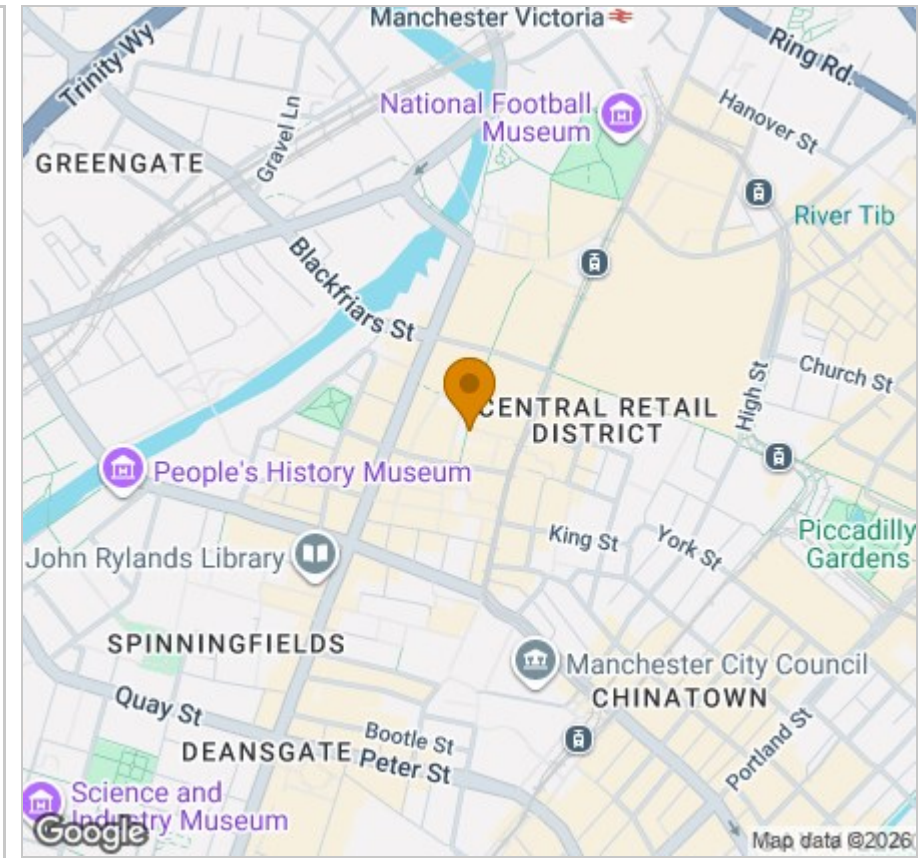 Manchester Victoria
Trinity Wy
Ring Rd.
National Football
Museum
Hanover St
Gravel Ln
GREENGATE
River Tib
Blackfriars St
Church St
High St
CENTRAL RETAIL
DISTRICT
People's History Museum
Piccadilly
Gardens
King St
York St
John Rylands Library
SPINNINGFIELDS
Manchester City Council
CHINATOWN
Quay St
Bootle St
Portland St
DEANSGATE
Peter St
Science and
Industry Museum
Google
Map data ©2026